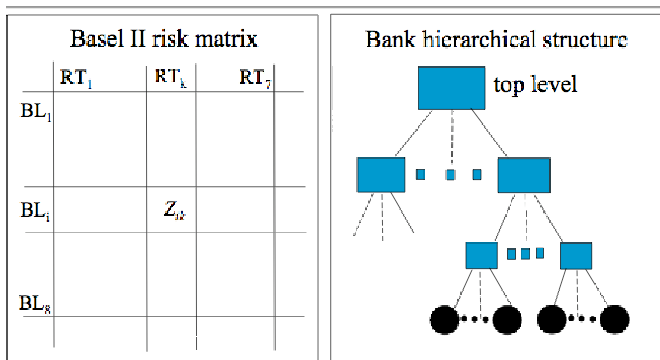 Basel II risk matrix
RT1 RTk RT7
BL1
BLi Zik
BL8
Bank hierarchical structure
top level